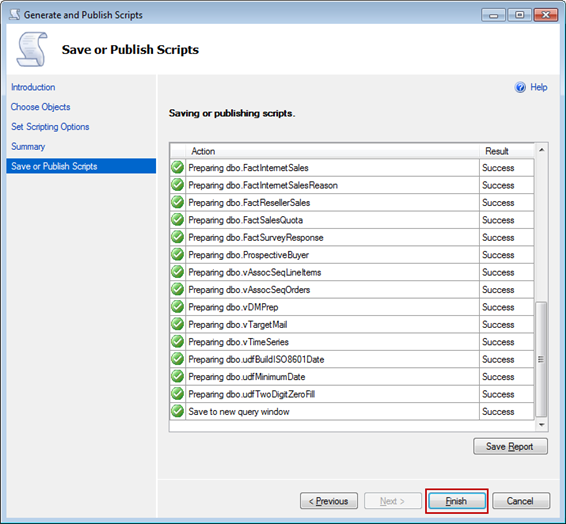 Generate and Publish Scripts
Save or Publish Scripts
Introduction
Choose Objects
Set Scripting Options
Summary
Save or Publish Scripts
Help
Saving or publishing scripts.
Action Result
Preparing dbo.FactInternetSales Success
Preparing dbo.FactInternetSalesReason Success
Preparing dbo.FactResellerSales Success
Preparing dbo.FactSalesQuota Success
Preparing dbo.FactSurveyResponse Success
Preparing dbo.ProspectiveBuyer Success
Preparing dbo.vAssocSeqLineItems Success
Preparing dbo.vAssocSeqOrders Success
Preparing dbo.vDMPrep Success
Preparing dbo.vTargetMail Success
Preparing dbo.vTimeSeries Success
Preparing dbo.udfBuildISO8601Date Success
Preparing dbo.udfMinimumDate Success
Preparing dbo.udfTwoDigitZeroFill Success
Save to new query window Success
Save Report
< Previous Next > Finish Cancel